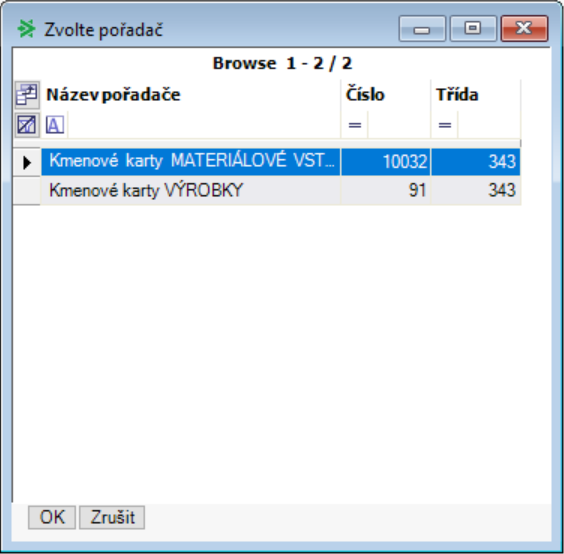 Zvolte pořadač
Browse 1 - 2 / 2
Název pořadače Číslo Třída
A = =
Kmenové karty MATERIÁLOVÉ VST... 10032 343
Kmenové karty VÝROBKY 91 343
OK Zrušit